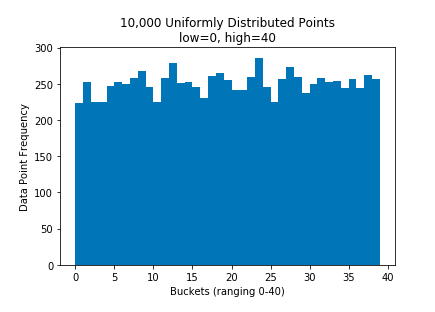 10,000 Uniformly Distributed Points
low=0, high=40
300
250
200
150
100
50
0
Data Point Frequency
0 5 10 15 20 25 30 35 40
Buckets (ranging 0-40)